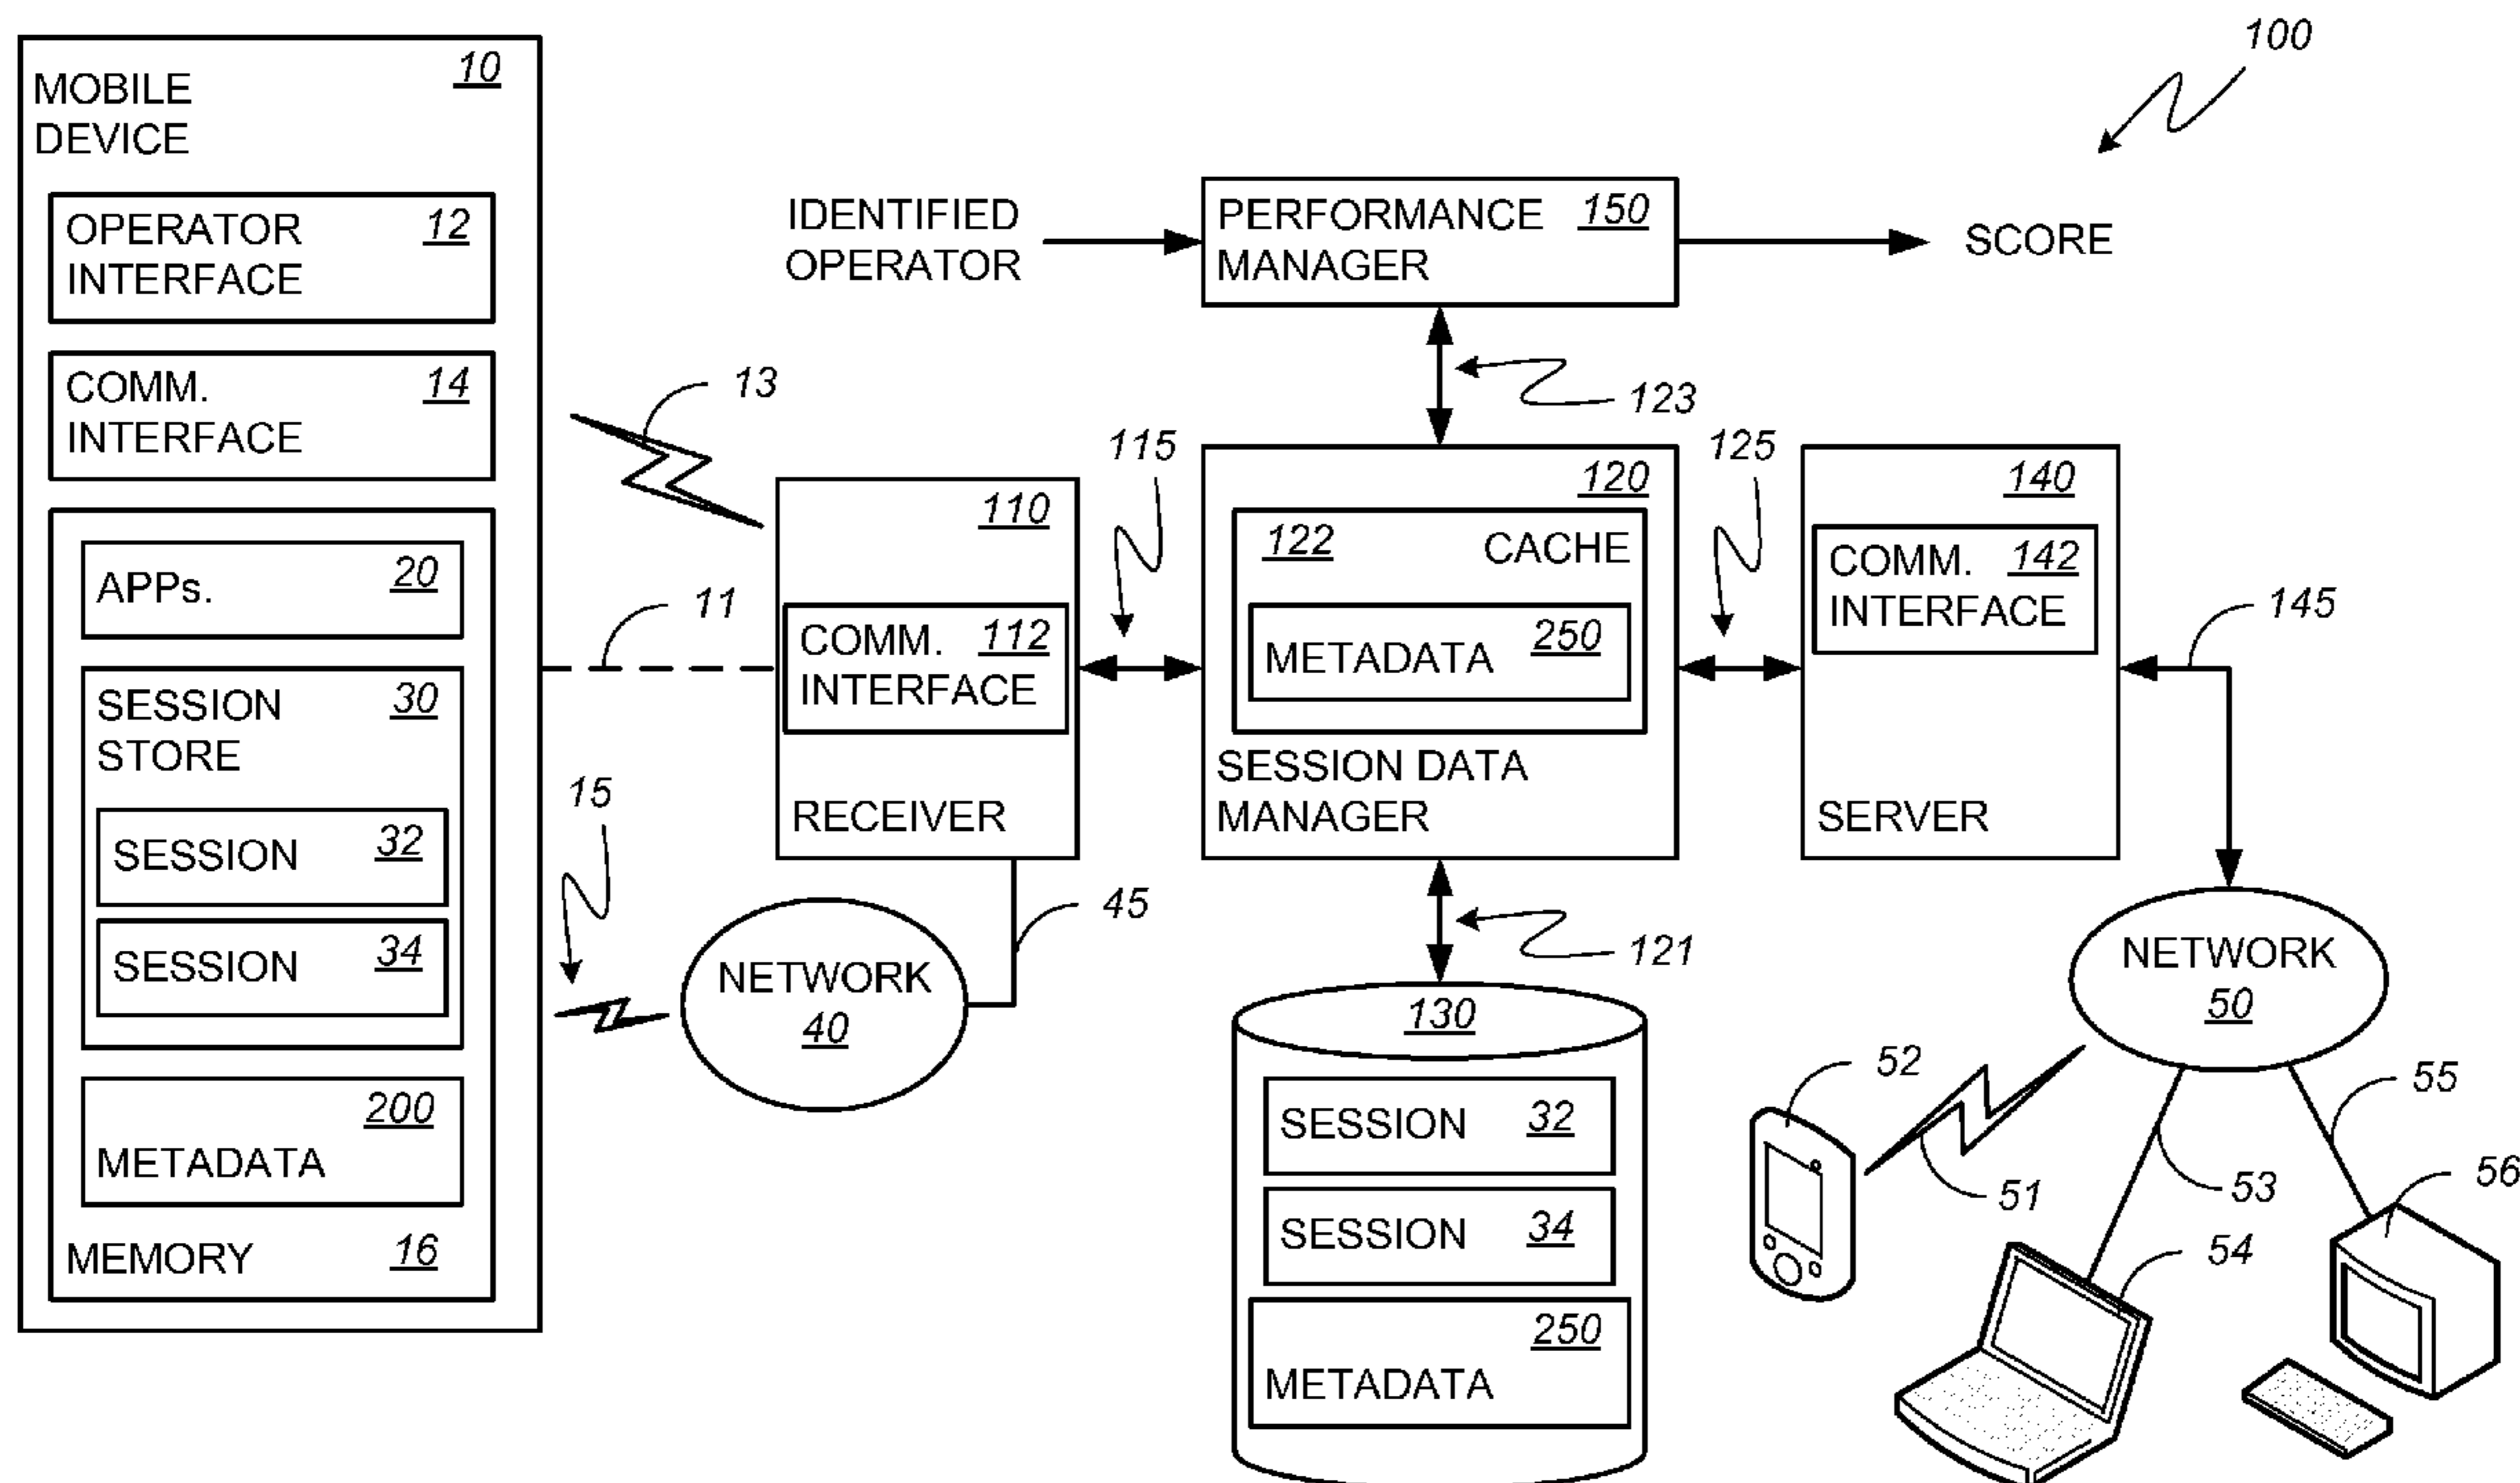 100
MOBILE 10
DEVICE
OPERATOR 12
INTERFACE
COMM. 14
INTERFACE
APPs. 20
SESSION 30
STORE
SESSION 32
SESSION 34
200
METADATA
MEMORY 16
13
11
15
IDENTIFIED
OPERATOR
PERFORMANCE 150
MANAGER
SCORE
123
115
125
110
COMM. 112
INTERFACE
RECEIVER
NETWORK
40
45
120
122 CACHE
METADATA 250
SESSION DATA
MANAGER
121
130
SESSION 32
SESSION 34
250
METADATA
140
COMM. 142
INTERFACE
SERVER
145
NETWORK
50
52
51
53
54
55
56